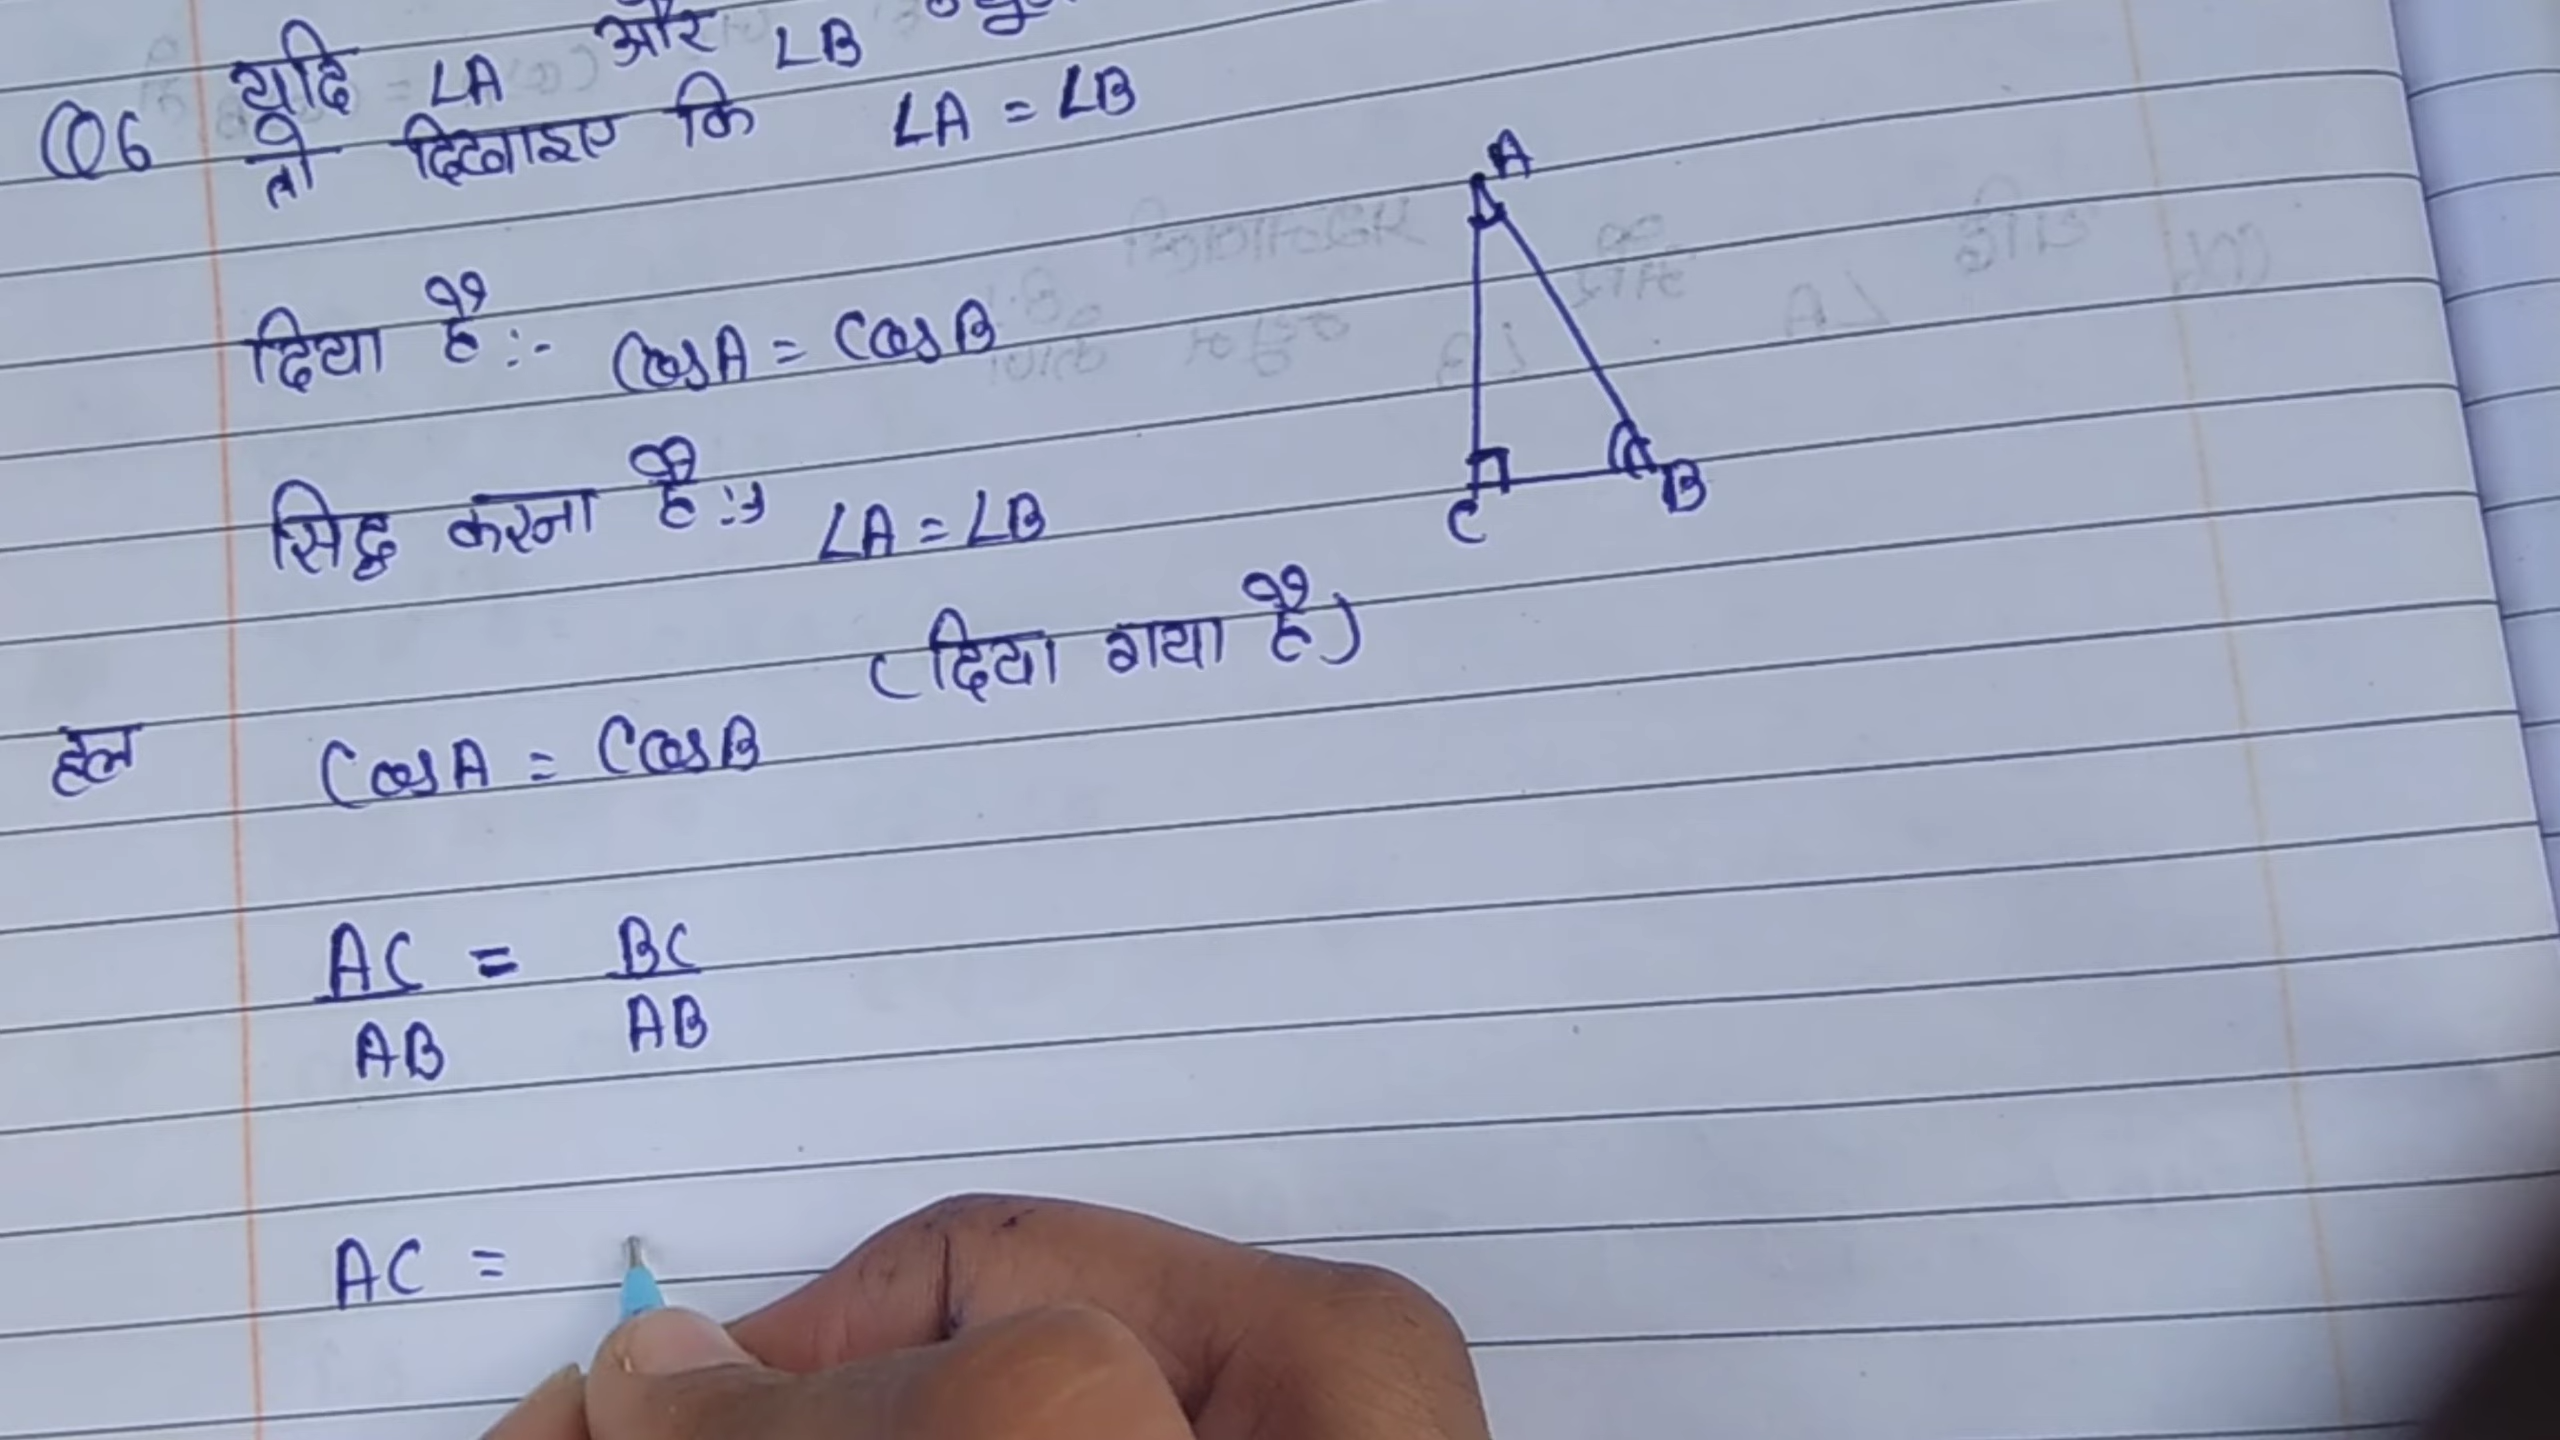 Q6 यदि ∠A और ∠B
तो दिखाइए कि ∠A = ∠B
दिया है :- CosA = CosB
सिद्ध करना है :→ ∠A = ∠B
(दिया गया है)
हल CosA = CosB
AC = BC
AB AB
AC =
A
C
B